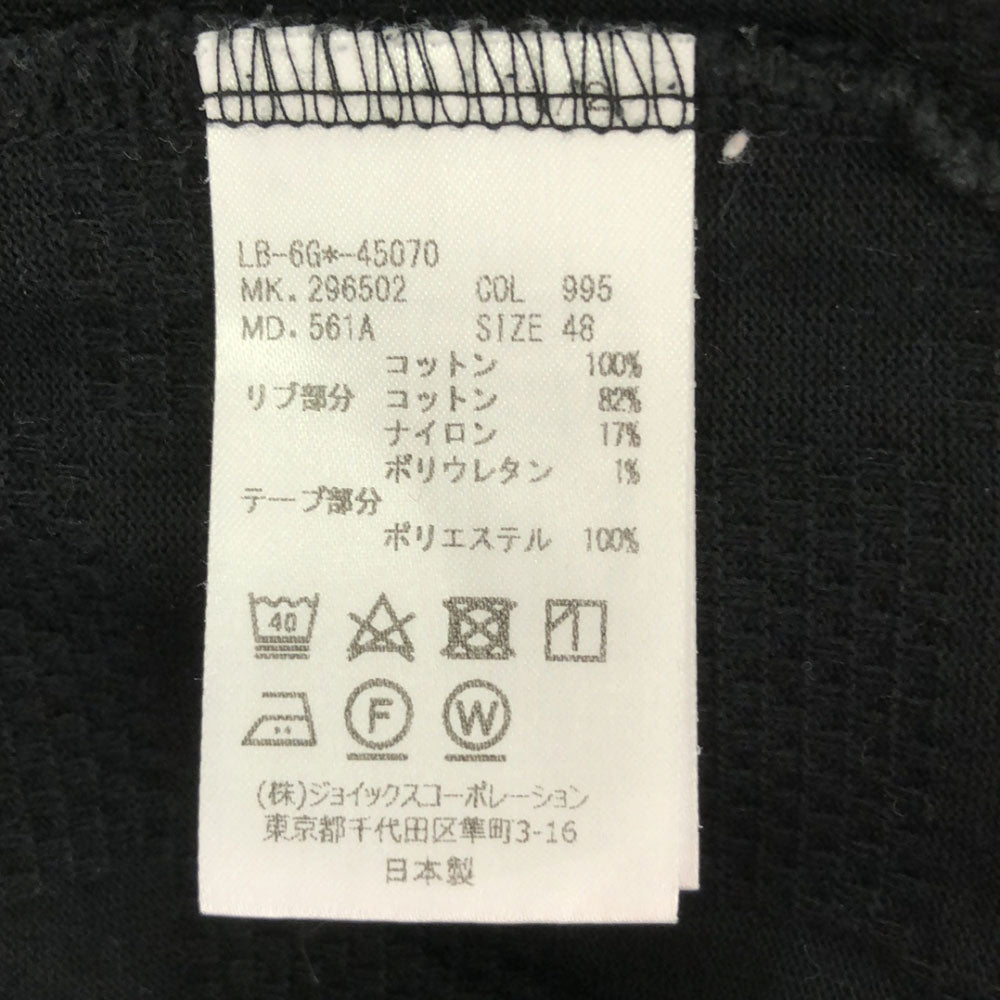 LB-6G*-45070
MK. 296502 COL 995
MD. 561A SIZE 48
コットン 100%
リブ部分 コットン 82%
ナイロン 17%
ポリウレタン 1%
テープ部分
ポリエステル 100%
40
F W
(株)ジョイックスコーポレーション
東京都千代田区隼町3-16
日本製